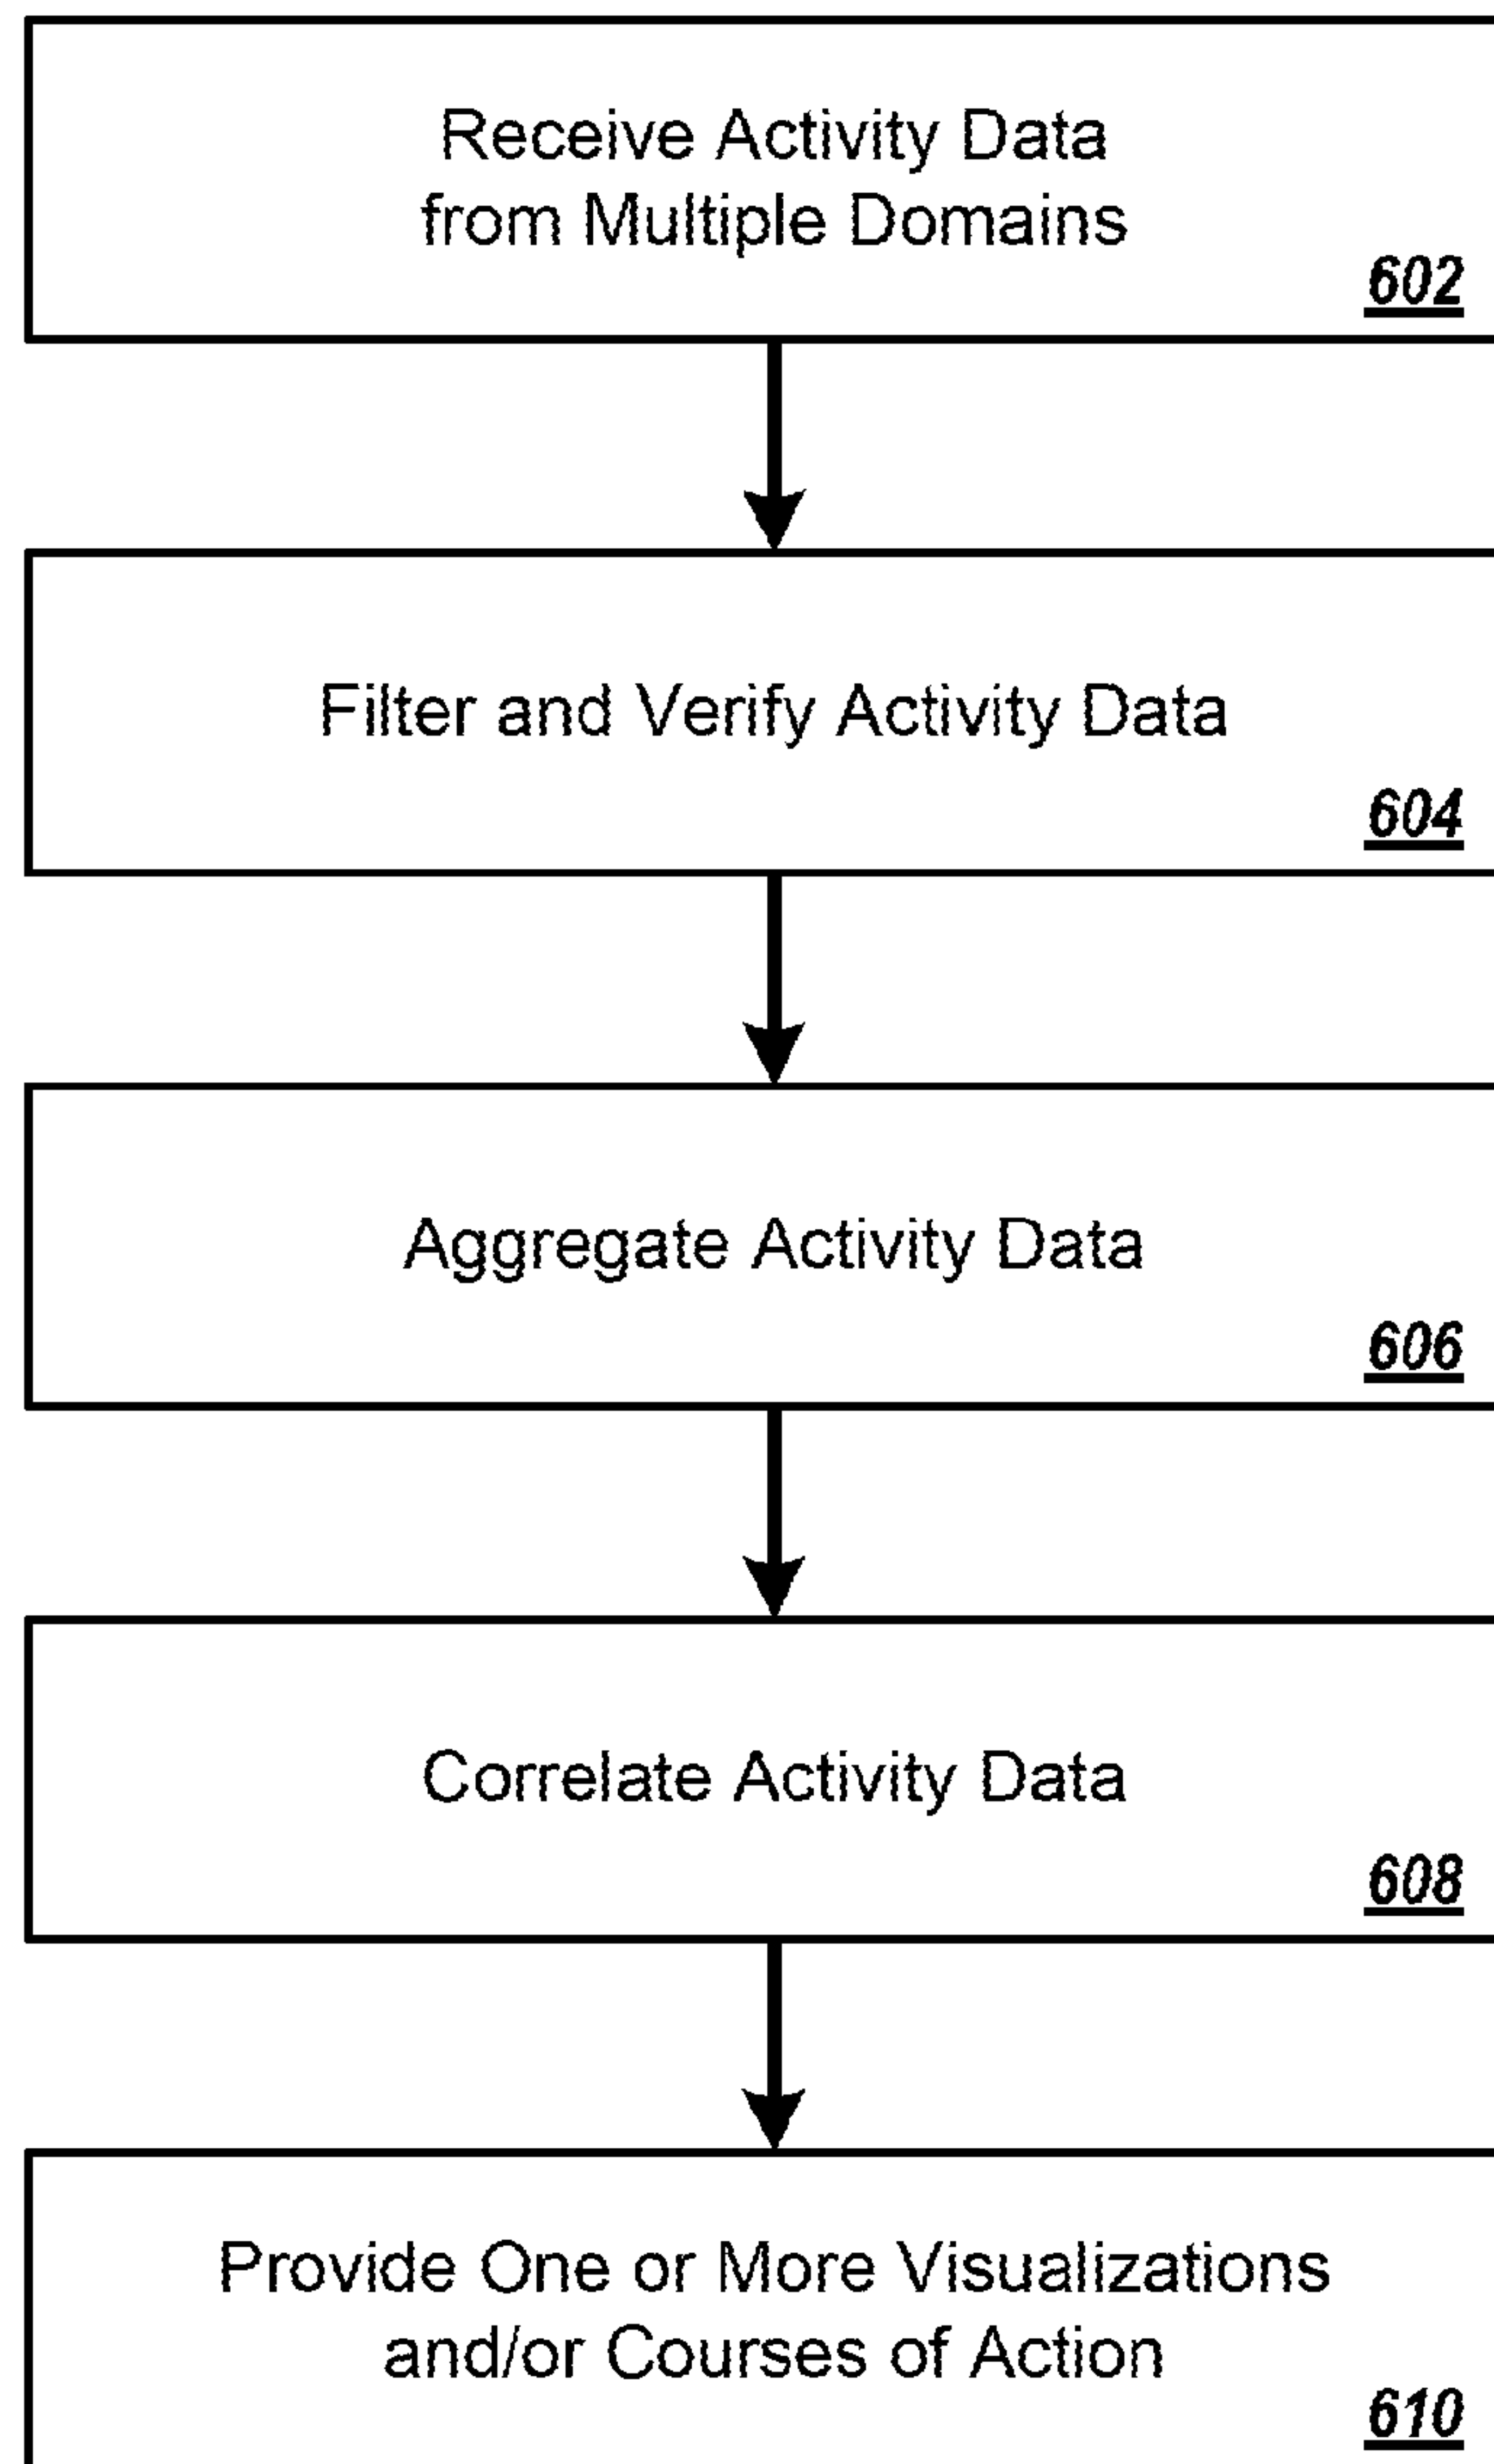 Receive Activity Data
from Multiple Domains
602
Filter and Verify Activity Data
604
Aggregate Activity Data
606
Correlate Activity Data
608
Provide One or More Visualizations
and/or Courses of Action
610